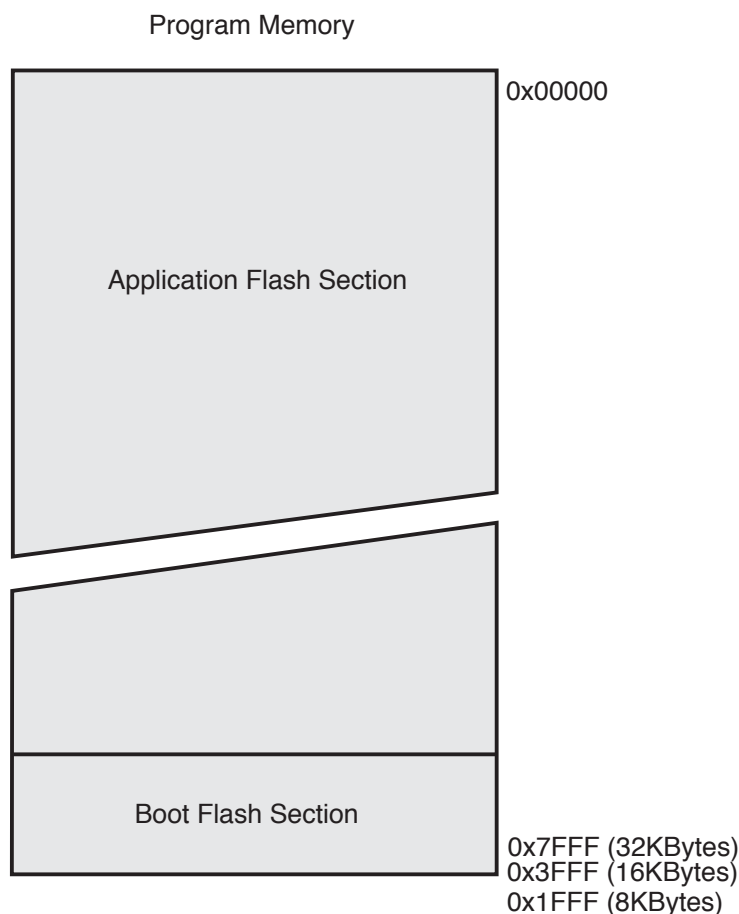 Program Memory
0x00000
Application Flash Section
Boot Flash Section
0x7FFF (32KBytes)
0x3FFF (16KBytes)
0x1FFF (8KBytes)